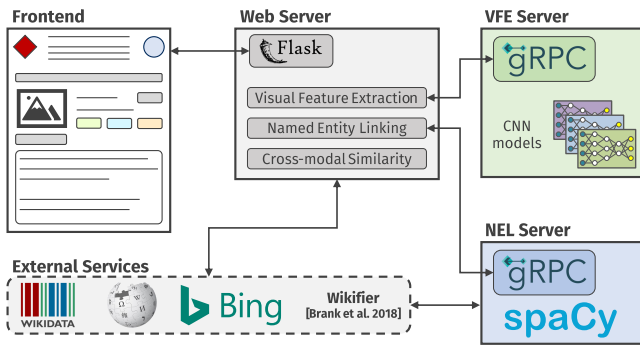 Frontend
Web Server
Flask
Visual Feature Extraction
Named Entity Linking
Cross-modal Similarity
VFE Server
gRPC
CNN
models
NEL Server
gRPC
spaCy
External Services
WIKIDATA
Bing
Wikifier
[Brank et al. 2018]